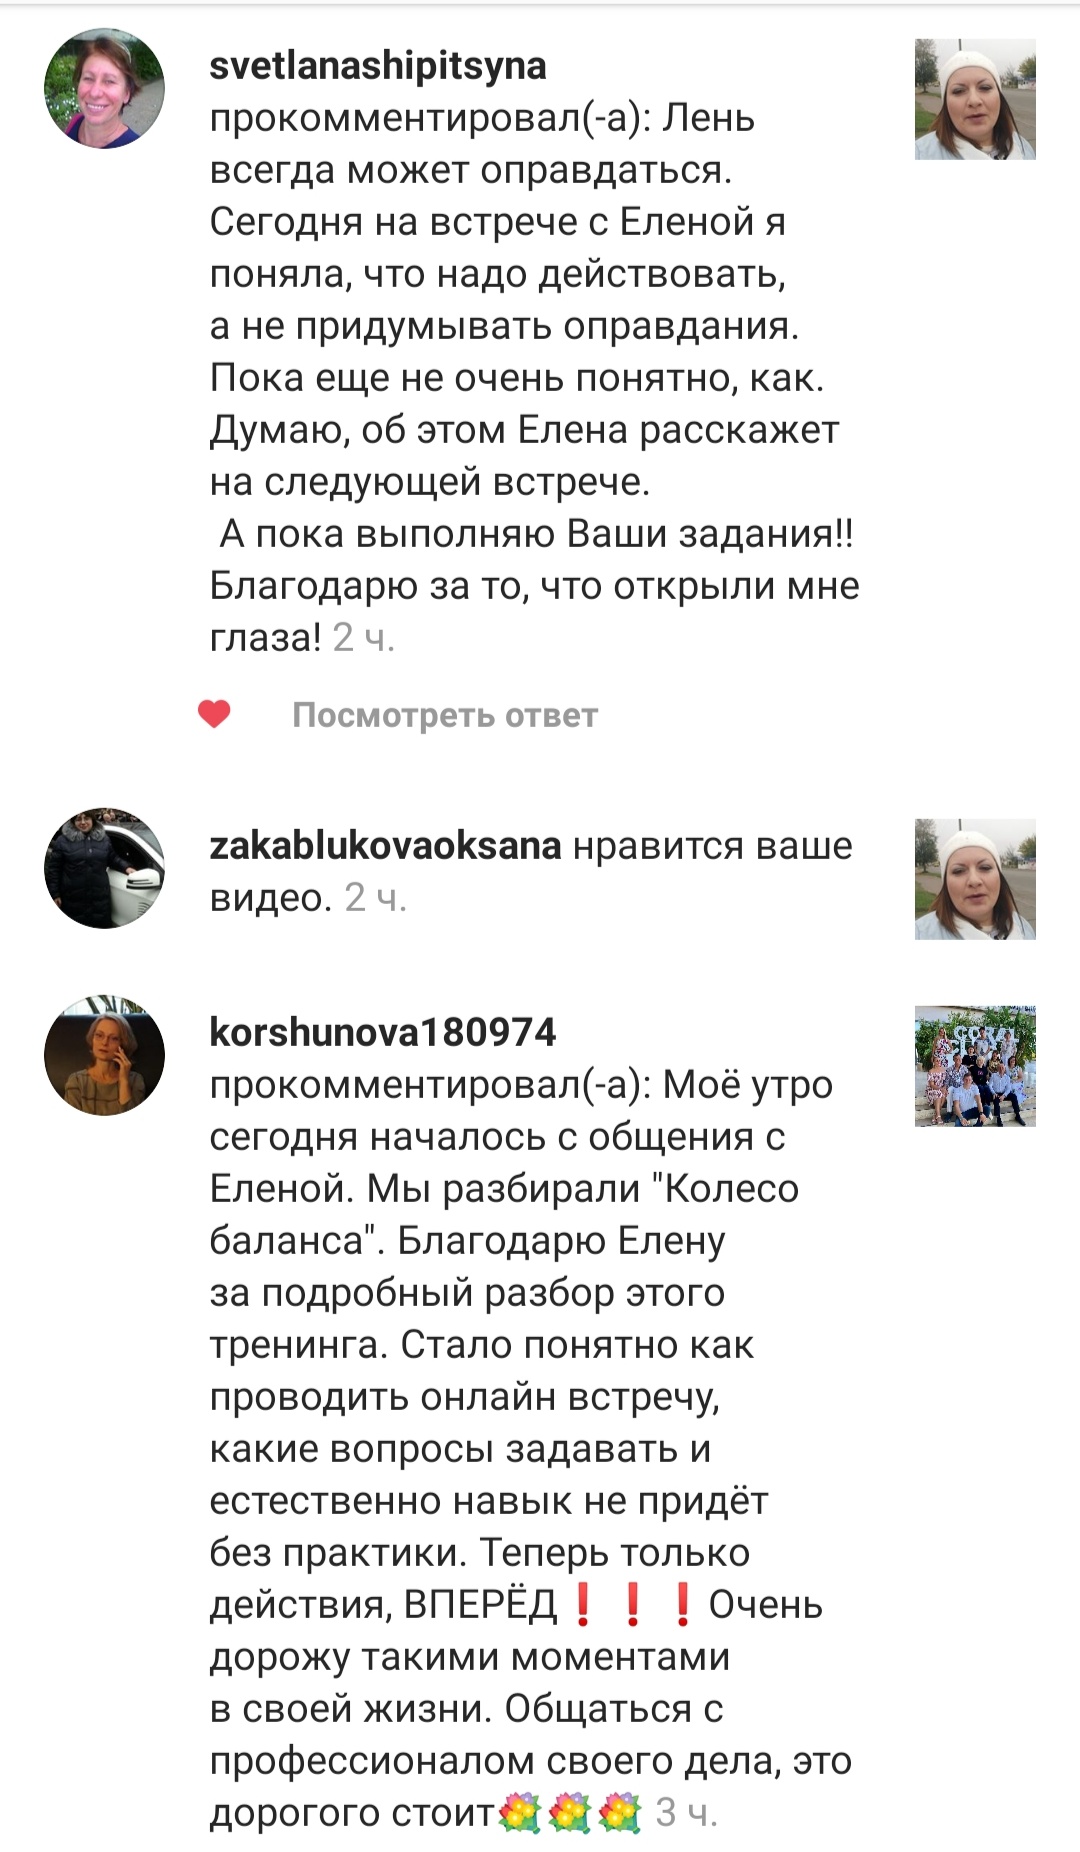 svetlanashipitsyna
прокомментировал(-а): Лень
всегда может оправдаться.
Сегодня на встрече с Еленой я
поняла, что надо действовать,
а не придумывать оправдания.
Пока еще не очень понятно, как.
Думаю, об этом Елена расскажет
на следующей встрече.
А пока выполняю Ваши задания!!
Благодарю за то, что открыли мне
глаза! 2 ч.
Посмотреть ответ
zakablukovaoksana нравится ваше
видео. 2 ч.
korshunova180974
прокомментировал(-а): Моё утро
сегодня началось с общения с
Еленой. Мы разбирали "Колесо
баланса". Благодарю Елену
за подробный разбор этого
тренинга. Стало понятно как
проводить онлайн встречу,
какие вопросы задавать и
естественно навык не придёт
без практики. Теперь только
действия, ВПЕРЁД❗❗❗Очень
дорожу такими моментами
в своей жизни. Общаться с
профессионалом своего дела, это
дорогого стоит💐💐💐 3 ч.